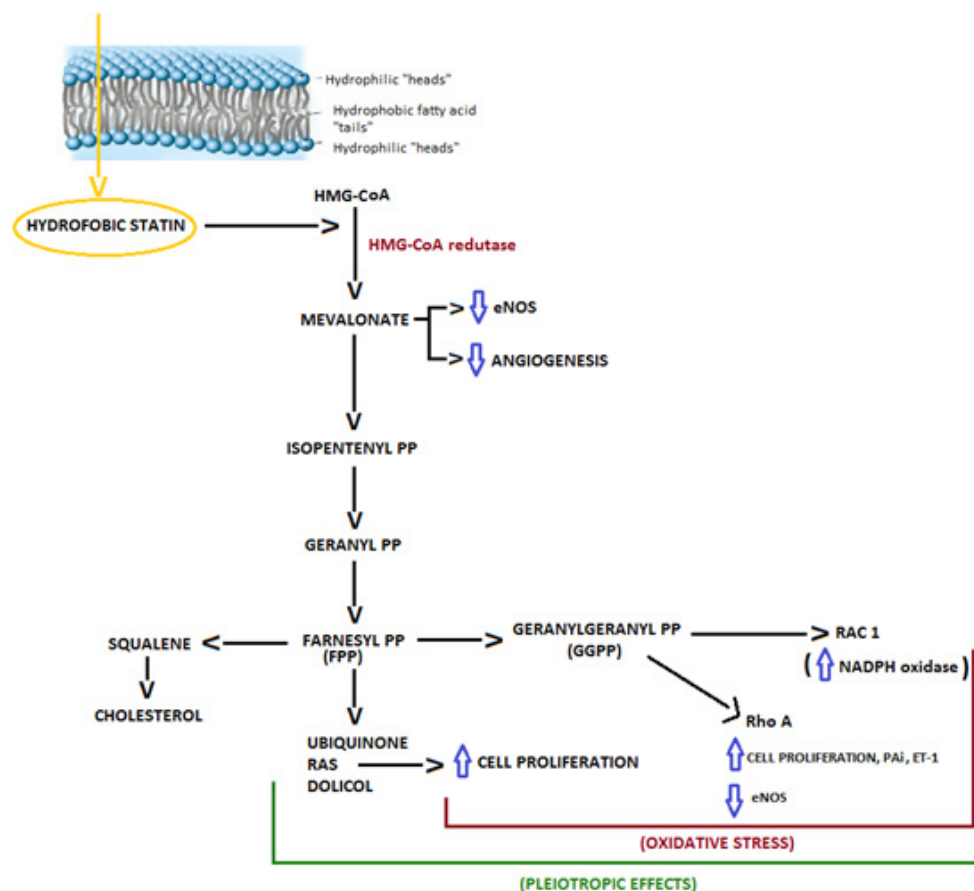 Hydrophilic "heads"
Hydrophobic fatty acid
"tails"
Hydrophilic "heads"
HMG-CoA
HYDROFOBIC STATIN
HMG-CoA redutase
eNOS
MEVALONATE
ANGIOGENESIS
ISOPENTENYL PP
GERANYL PP
SQUALENE
FARNESYL PP
(FPP)
GERANYLGERANYL PP
(GGPP)
RAC 1
( NADPH oxidase )
CHOLESTEROL
Rho A
UBIQUINONE
RAS
DOLICOL
CELL PROLIFERATION
CELL PROLIFERATION, PAi, ET-1
eNOS
(OXIDATIVE STRESS)
(PLEIOTROPIC EFFECTS)